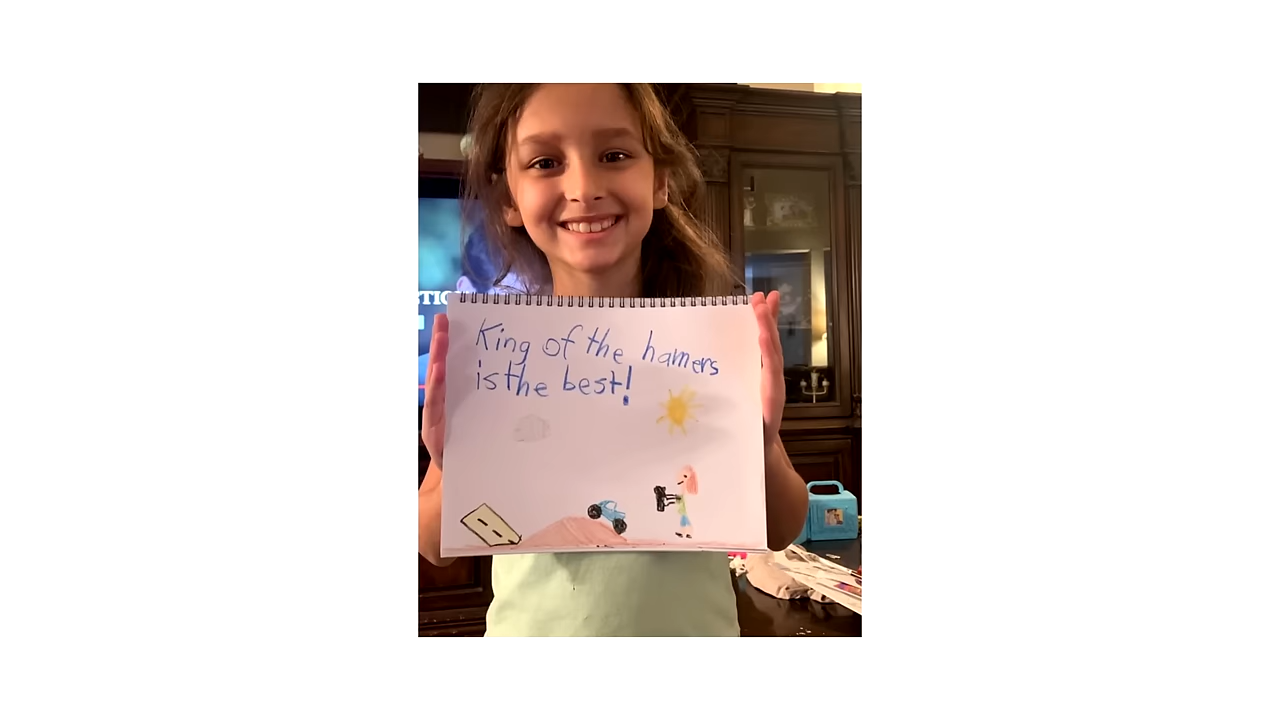 King of the hamers
is the best!